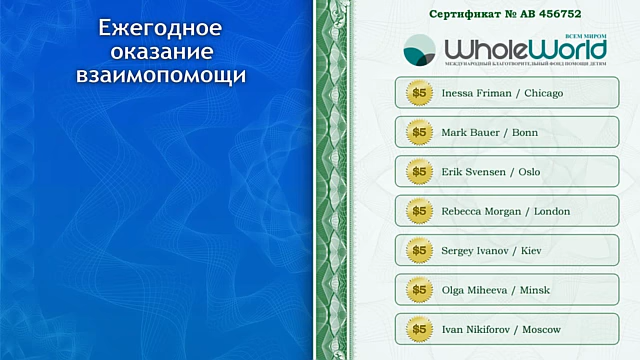 Ежегодное
оказание
взаимопомощи
Сертификат № АВ 456752
ВСЕМ МИРОМ
WHOLEWORLD
МЕЖДУНАРОДНЫЙ БЛАГОТВОРИТЕЛЬНЫЙ ФОНД ПОМОЩИ ДЕТЯМ
$5 Inessa Friman / Chicago
$5 Mark Bauer / Bonn
$5 Erik Svensen / Oslo
$5 Rebecca Morgan / London
$5 Sergey Ivanov / Kiev
$5 Olga Miheeva / Minsk
$5 Ivan Nikiforov / Moscow